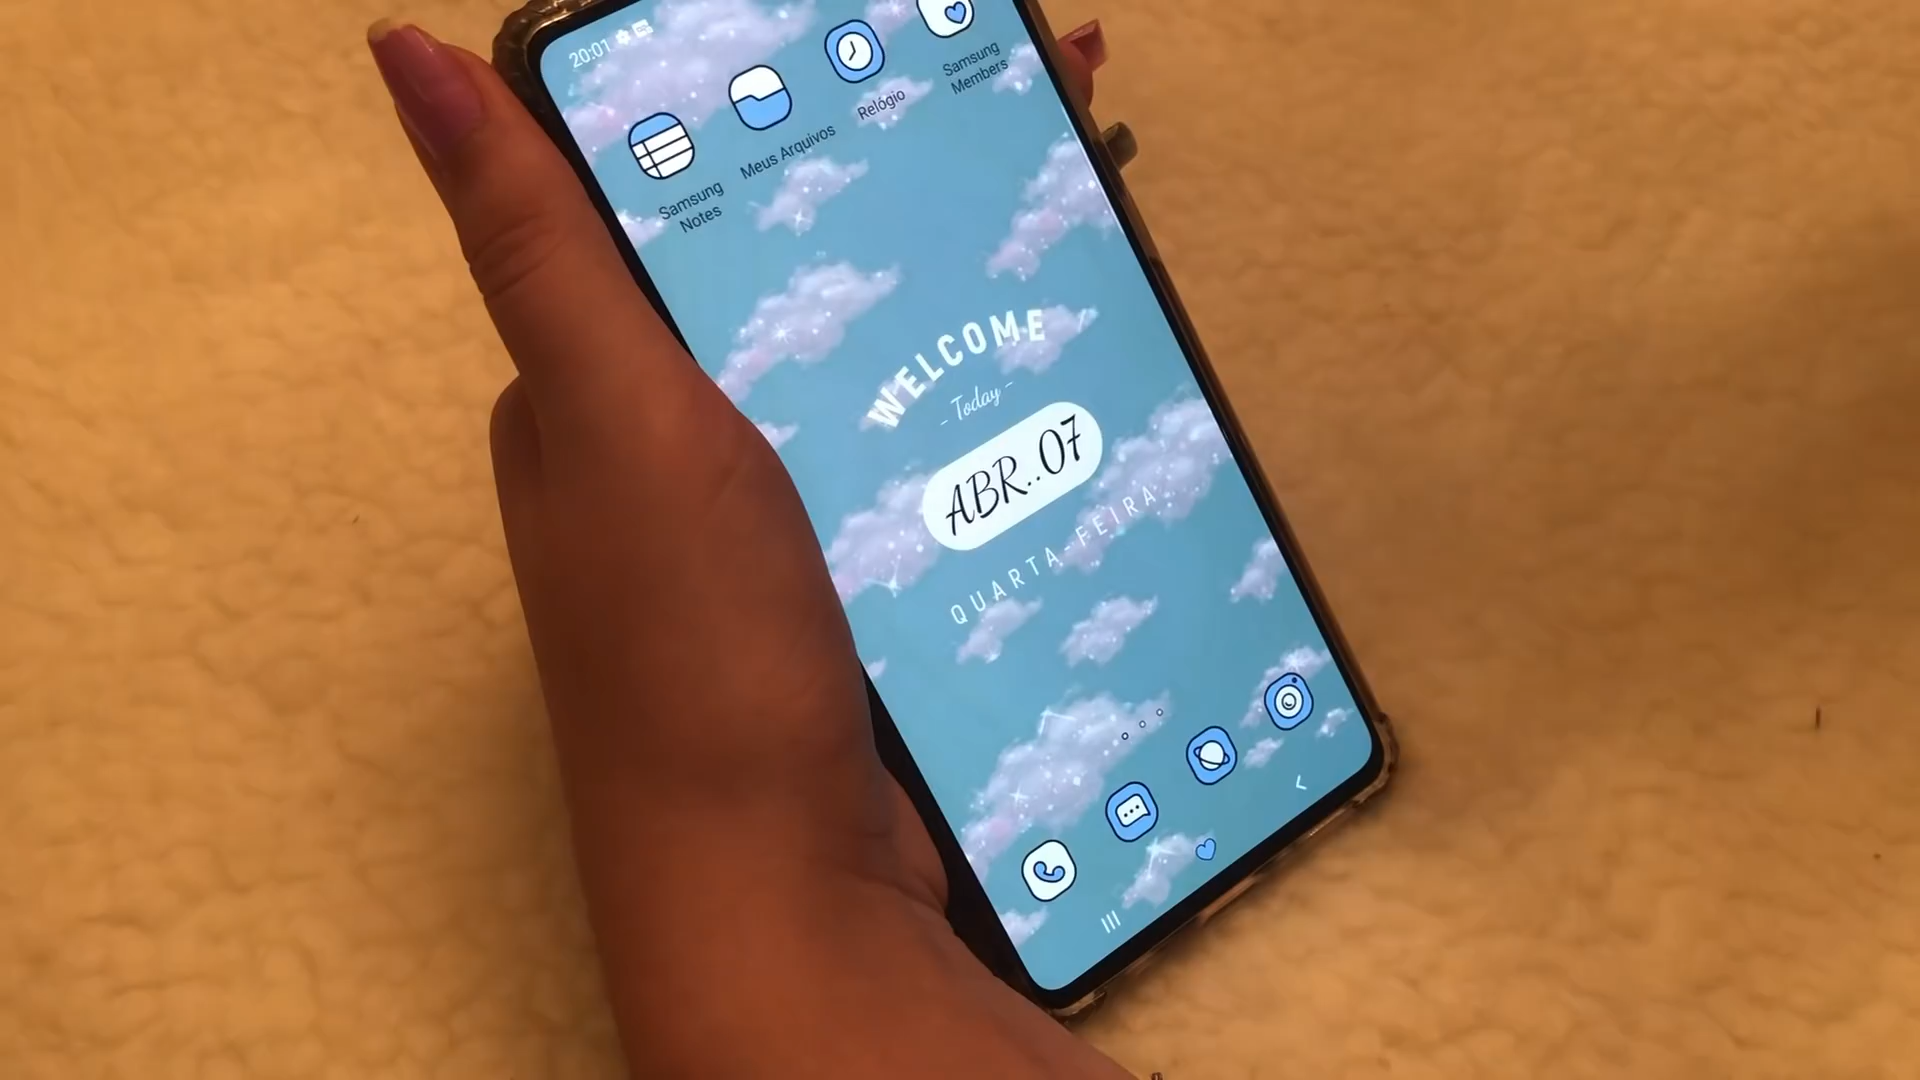 20:01
Samsung
Notes
Meus Arquivos
Relógio
Samsung
Members
WELCOME
- Today -
ABR..07
QUARTA-FEIRA